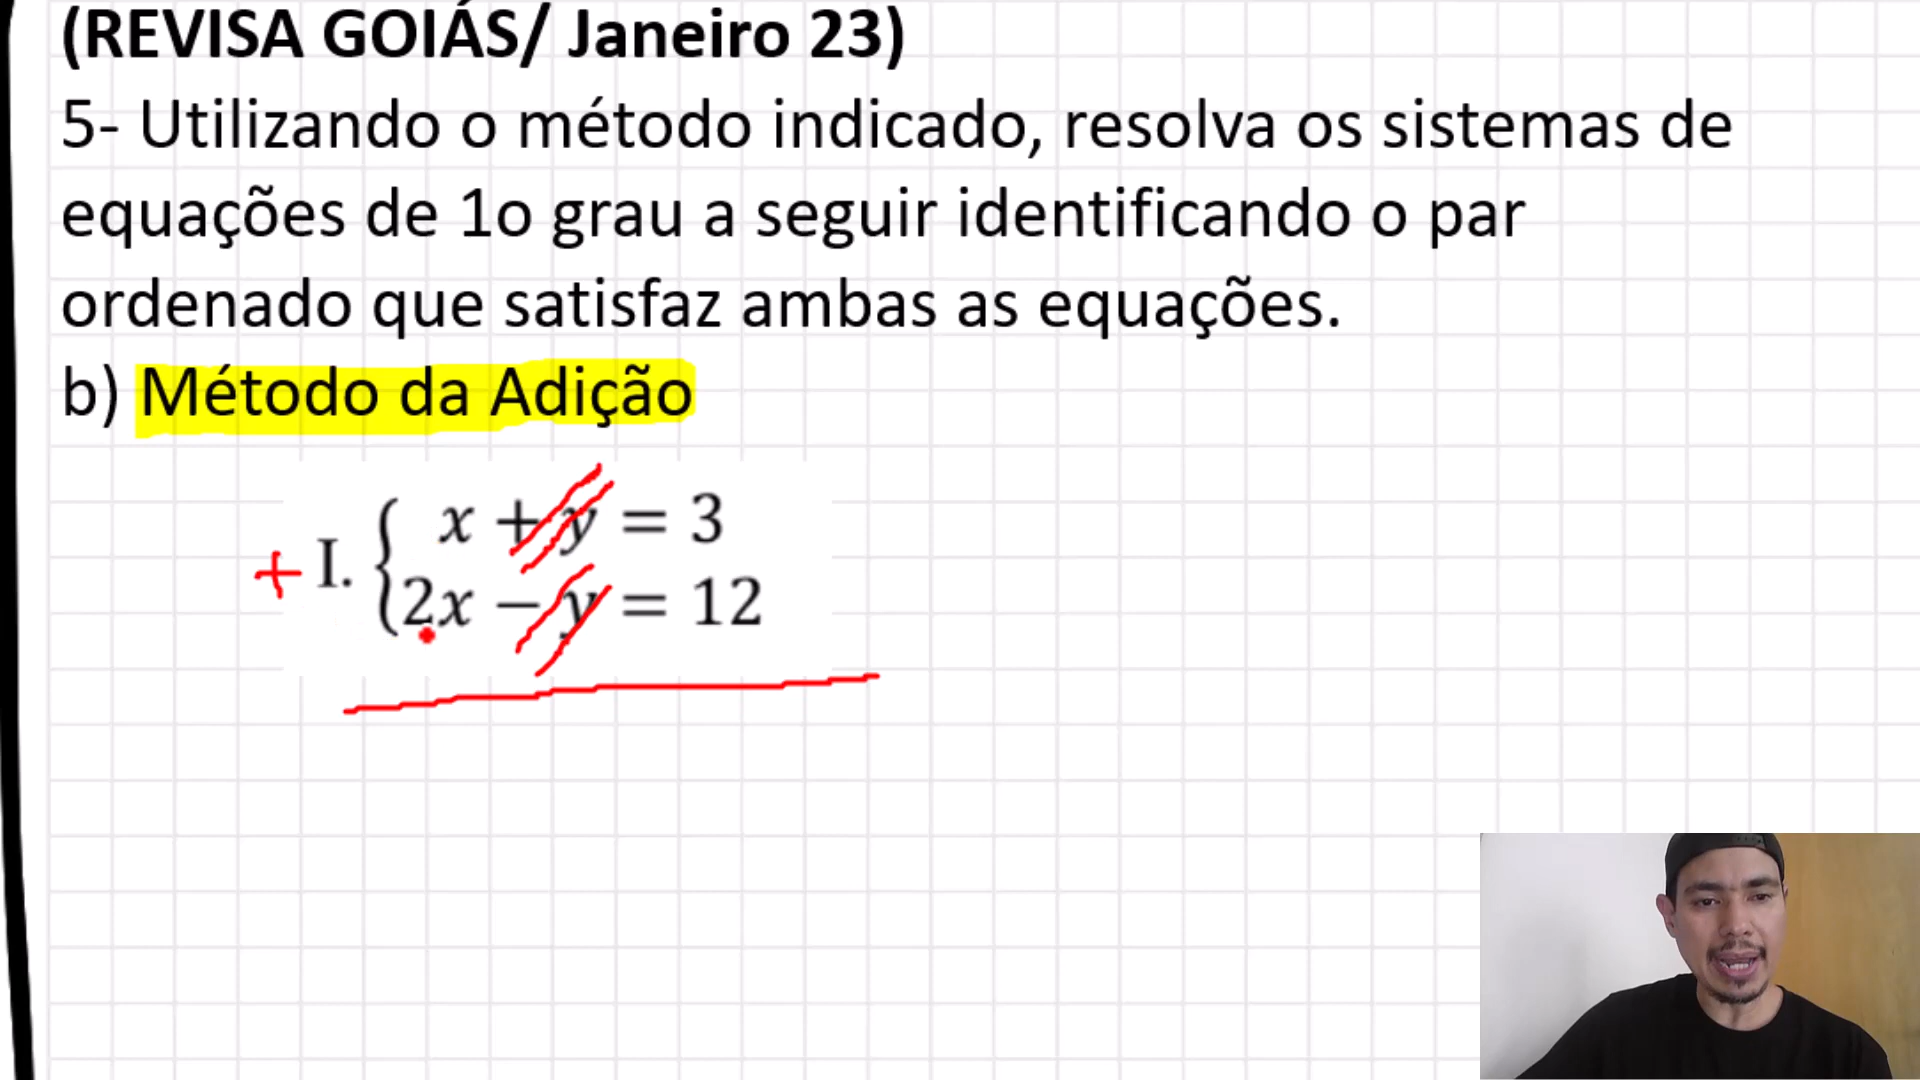 (REVISA GOIÁS/ Janeiro 23)
5- Utilizando o método indicado, resolva os sistemas de
equações de 1o grau a seguir identificando o par
ordenado que satisfaz ambas as equações.
b) Método da Adição
x + y = 3
+ I. {
2x − y = 12